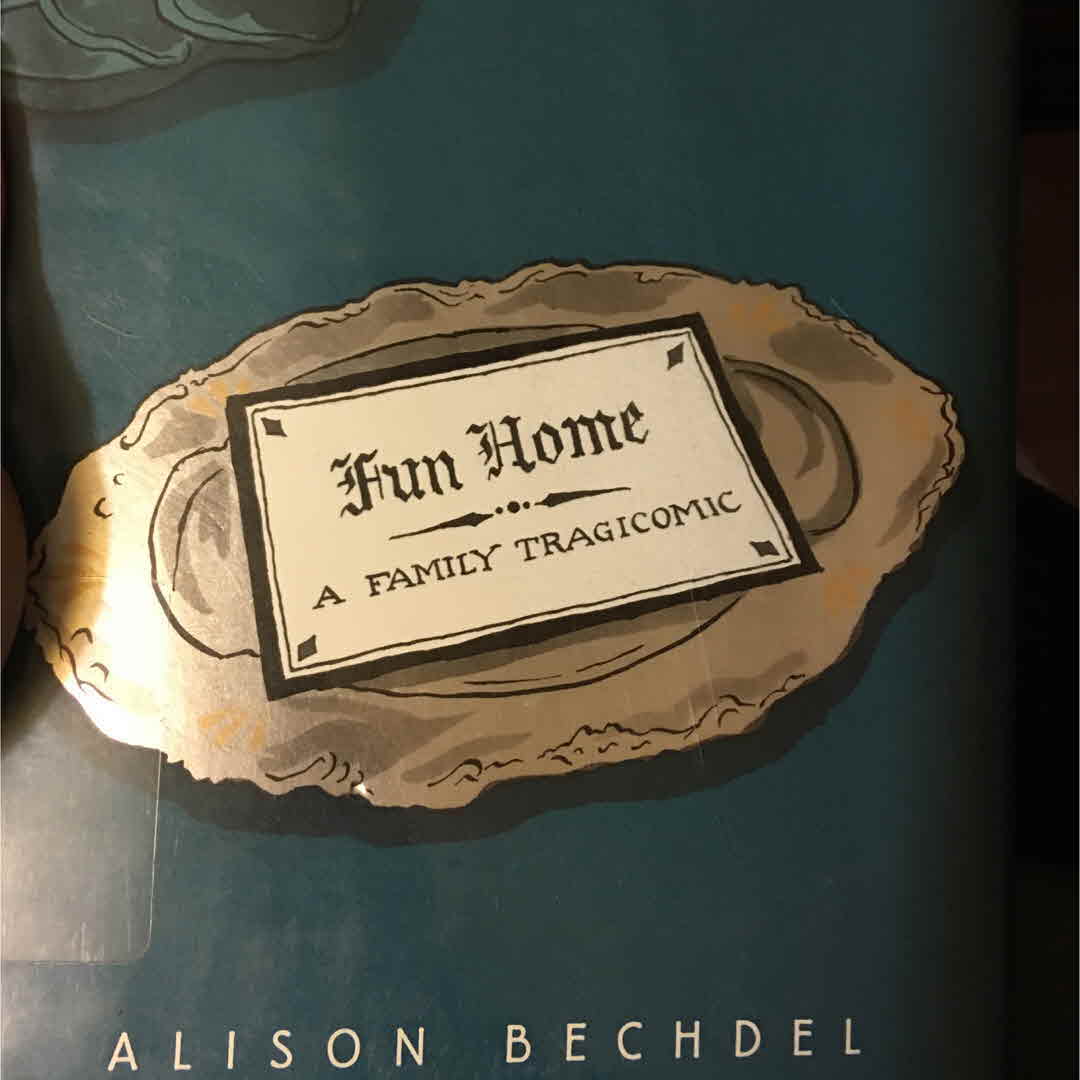 Fun Home
A FAMILY TRAGICOMIC
ALISON BECHDEL